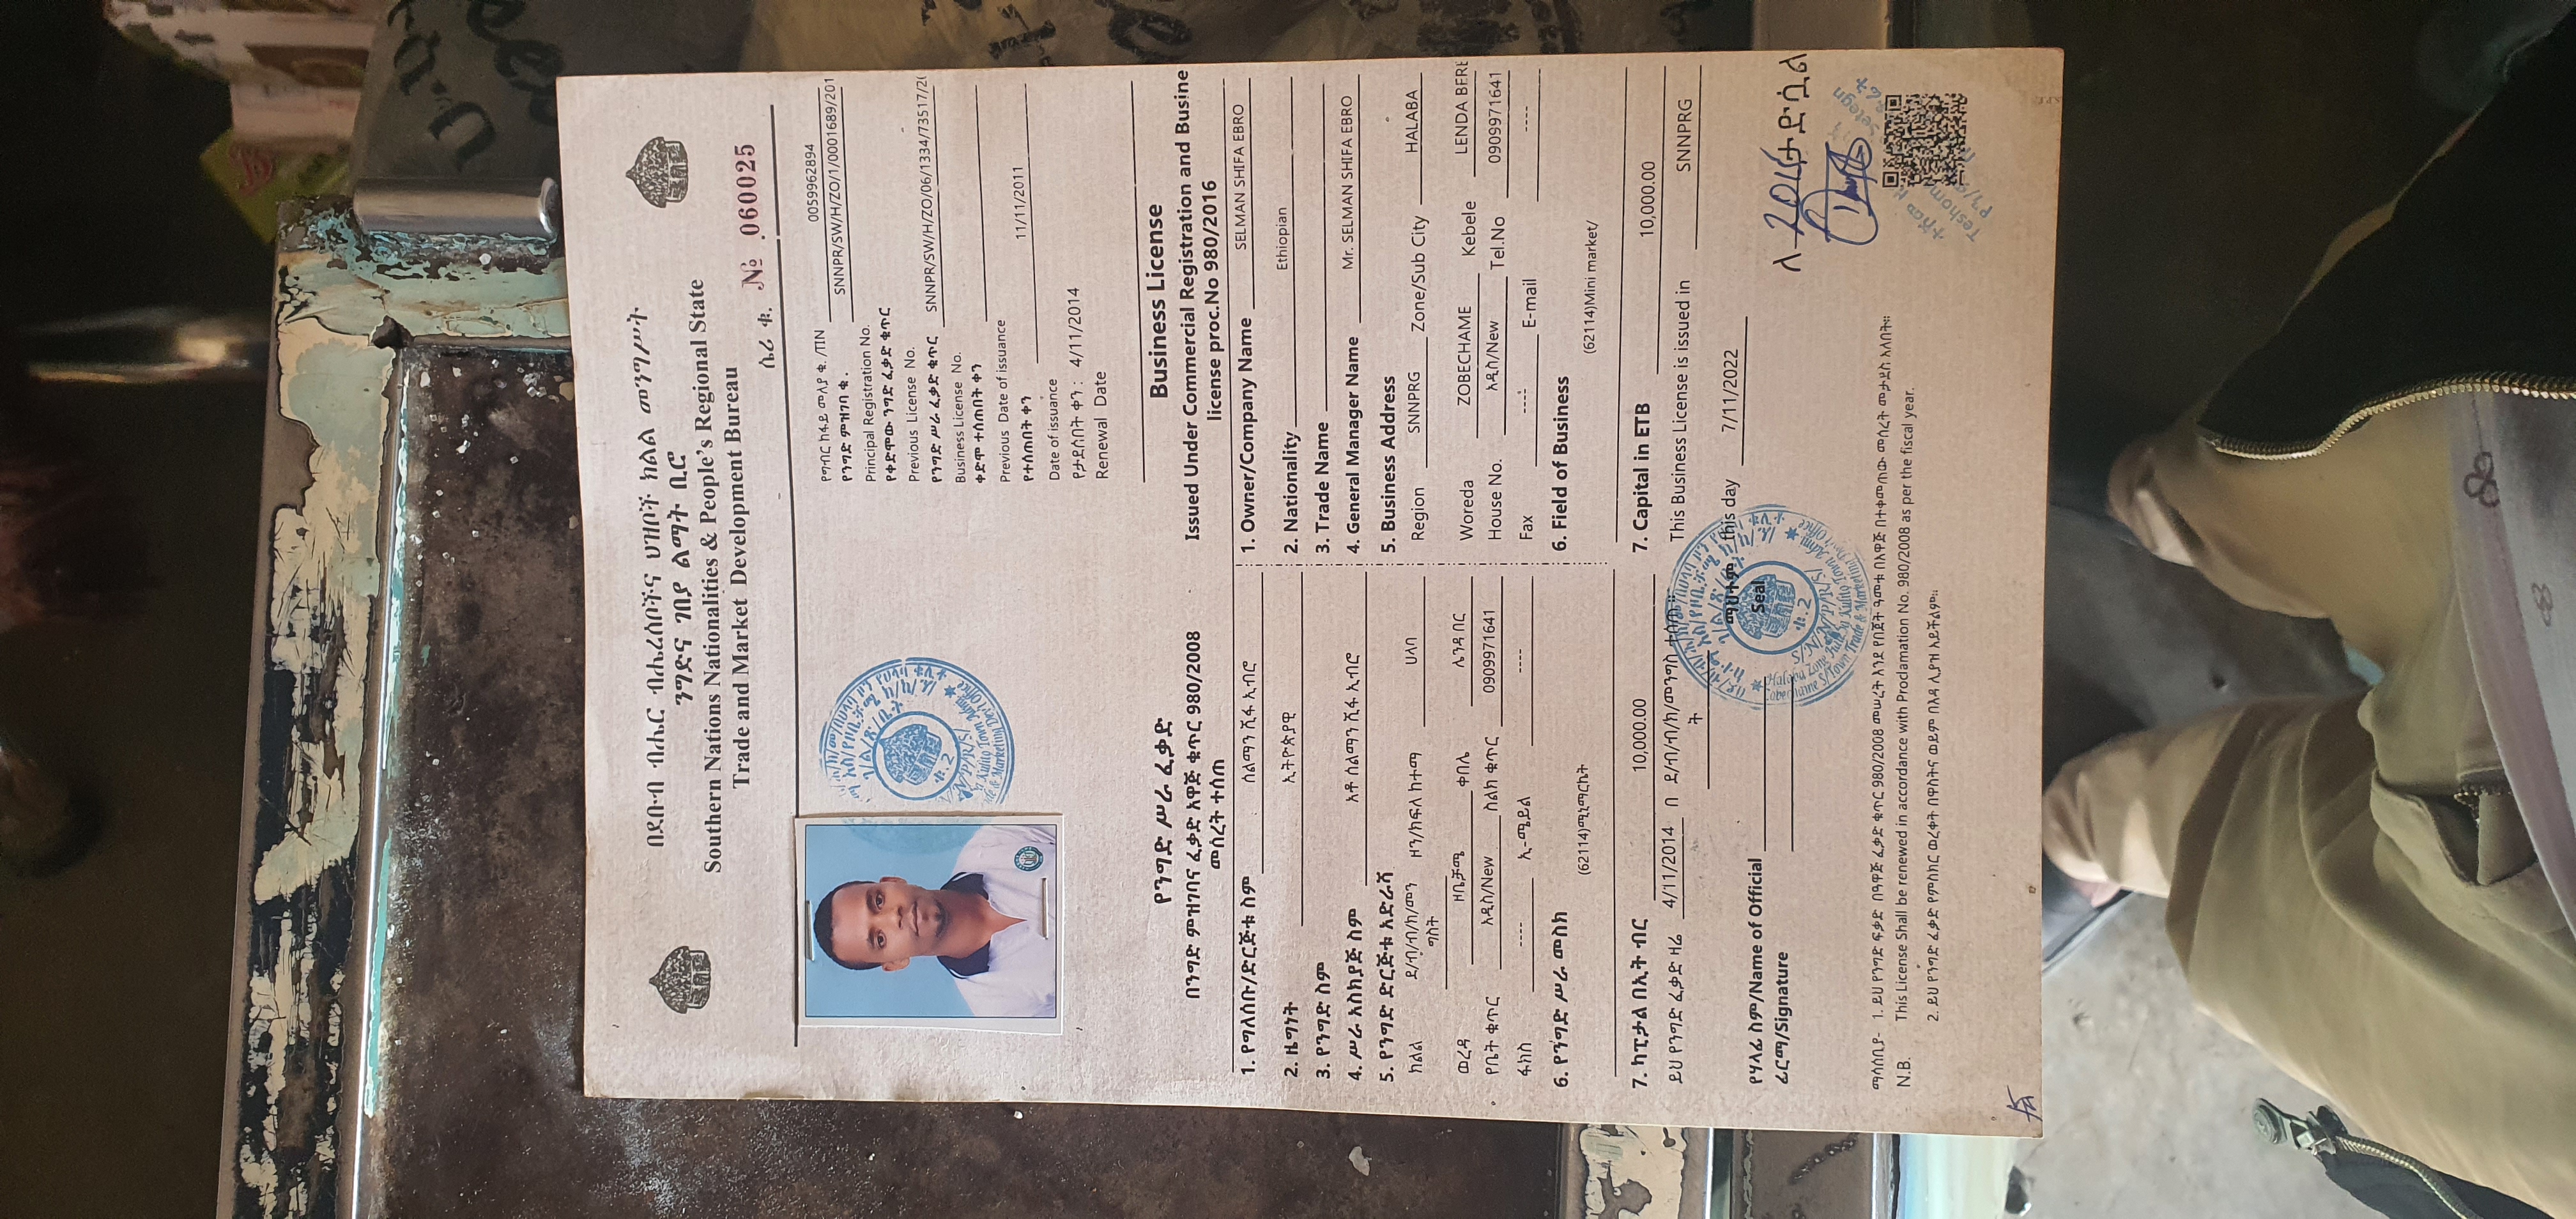 በደቡብ ብሔር ብሔረሰቦችና ህዝቦች ክልል መንግሥት
ንግድና ገበያ ልማት ቢሮ
Southern Nations Nationalities & People's Regional State
Trade and Market Development Bureau
ሴሪ ቁ. № 060025
የግብር ከፋይ መለያ ቁ. /TIN 0059962894
የንግድ ምዝገባ ቁ. SNNPR/SW/H/ZO/1/0001689/201
Principal Registration No.
የቀድሞው ንግድ ፈቃድ ቁጥር
Previous License No.
የንግድ ሥራ ፈቃድ ቁጥር SNNPR/SW/H/ZO/06/1334/73517/2
Business License No.
ቀድሞ ተሰጠበት ቀን
Previous Date of issuance
የተሰጠበት ቀን 11/11/2011
Date of issuance
የታደሰበት ቀን : 4/11/2014
Renewal Date
የንግድ ሥራ ፈቃድ
በንግድ ምዝገባና ፈቃድ አዋጅ ቁጥር 980/2008
መሰረት ተሰጠ
Business License
Issued Under Commercial Registration and Busine
license proc.No 980/2016
1. የግለሰቡ/ድርጅቱ ስም ሰልማን ሺፋ ኢብሮ
1. Owner/Company Name SELMAN SHIFA EBRO
2. ዜግነት ኢትዮጵያዊ
2. Nationality Ethiopian
3. የንግድ ስም
3. Trade Name
4. ሥራ አስኪያጅ ስም አቶ ሰልማን ሺፋ ኢብሮ
4. General Manager Name Mr. SELMAN SHIFA EBRO
5. የንግድ ድርጅቱ አድራሻ
5. Business Address
ክልል ደ/ብ/ብ/ክ/መን ዞን/ክፍለ ከተማ ሀላባ
ግስት
Region SNNPRG Zone/Sub City HALABA
ወረዳ ዞቤቻሜ ቀበሌ ሌንዳ በር
Woreda ZOBECHAME Kebele LENDA BERE
የቤት ቁጥር አዲስ/New ስልክ ቁጥር 0909971641
House No. አዲስ/New Tel.No 0909971641
ፋክስ ---- ኢ-ሜይል ----
Fax ---- E-mail ----
6. የንግድ ሥራ መስክ
6. Field of Business
(62114)ሚኒማርኬት
(62114)Mini market/
7. ካፒታል በኢት ብር 10,000.00
7. Capital in ETB 10,000.00
ይህ የንግድ ፈቃድ ዛሬ 4/11/2014 በ ደ/ብ/ብ/ክ/መንግስ ተሰጠ።
ት
This Business License is issued in SNNPRG
this day 7/11/2022
ማህተም
Seal
የሃላፊ ስም/Name of Official
ፊርማ/Signature
ለ 2015 ታድሷል
ማሳሰቢያ- 1. ይህ የንግድ ፍቃድ በዓዋጅ ፈቃድ ቁጥር 980/2008 መሠረት እንደ የበጀት ዓመቱ በአዋጅ በተቀመጠው መሰረት መታደስ አለበት።
N.B. This License Shall be renewed in accordance with Proclamation No. 980/2008 as per the fiscal year.
2. ይህ የንግድ ፈቃድ የምስክር ወረቀት በዋስትና ወይም በእዳ ሊያዝ አይችልም።